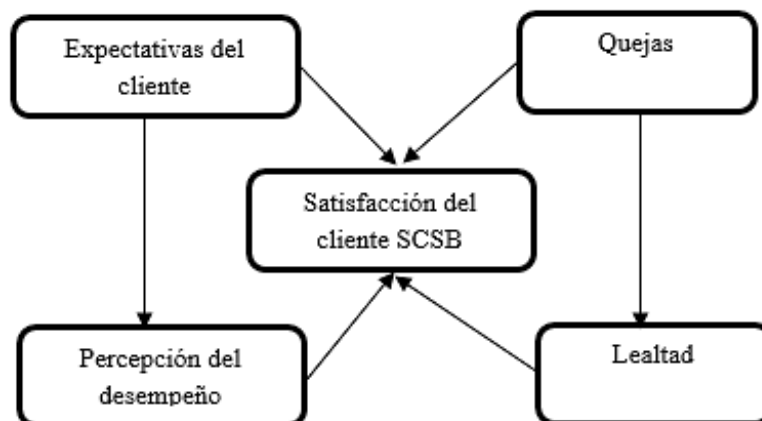 Expectativas del
cliente
Quejas
Satisfacción del
cliente SCSB
Percepción del
desempeño
Lealtad